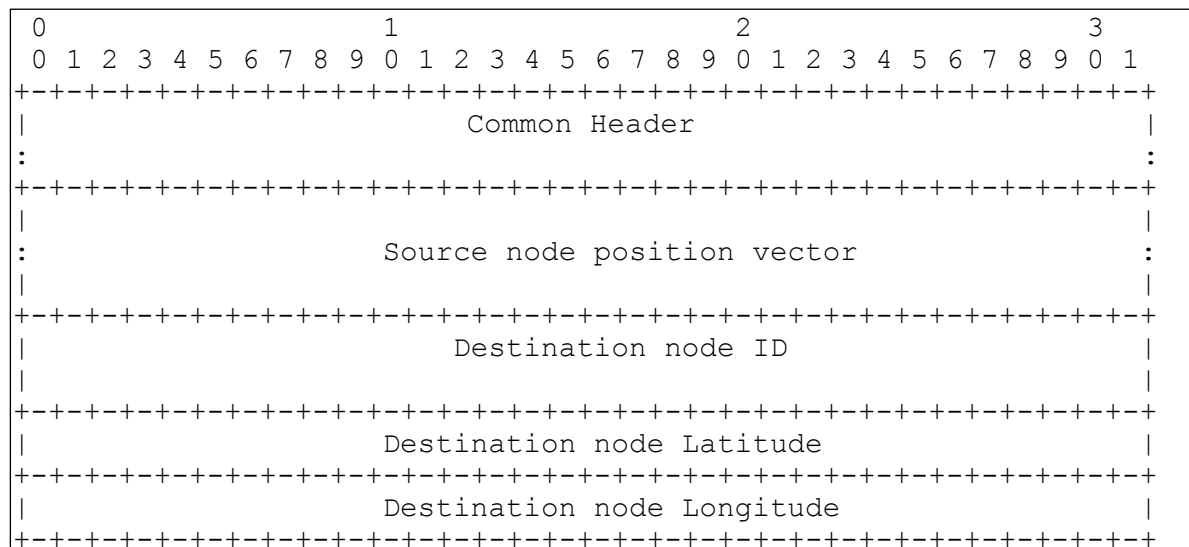 0                   1                   2                   3
 0 1 2 3 4 5 6 7 8 9 0 1 2 3 4 5 6 7 8 9 0 1 2 3 4 5 6 7 8 9 0 1
+-+-+-+-+-+-+-+-+-+-+-+-+-+-+-+-+-+-+-+-+-+-+-+-+-+-+-+-+-+-+-+-+
|                         Common Header                         |
:                                                               :
+-+-+-+-+-+-+-+-+-+-+-+-+-+-+-+-+-+-+-+-+-+-+-+-+-+-+-+-+-+-+-+-+
|                                                               |
:                    Source node position vector                :
|                                                               |
+-+-+-+-+-+-+-+-+-+-+-+-+-+-+-+-+-+-+-+-+-+-+-+-+-+-+-+-+-+-+-+-+
|                        Destination node ID                    |
|                                                               |
+-+-+-+-+-+-+-+-+-+-+-+-+-+-+-+-+-+-+-+-+-+-+-+-+-+-+-+-+-+-+-+-+
|                    Destination node Latitude                  |
+-+-+-+-+-+-+-+-+-+-+-+-+-+-+-+-+-+-+-+-+-+-+-+-+-+-+-+-+-+-+-+-+
|                    Destination node Longitude                 |
+-+-+-+-+-+-+-+-+-+-+-+-+-+-+-+-+-+-+-+-+-+-+-+-+-+-+-+-+-+-+-+-+